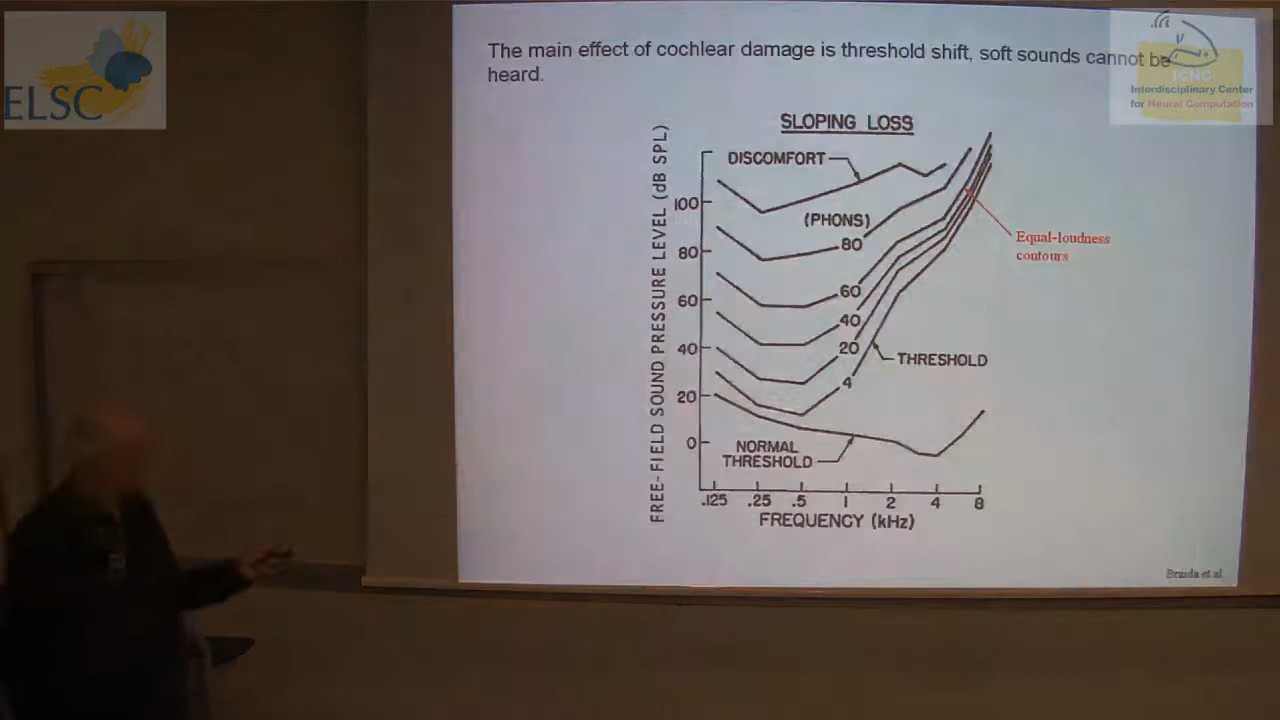 ELSC
ICNC
Interdisciplinary Center
for Neural Computation
The main effect of cochlear damage is threshold shift, soft sounds cannot be
heard.
SLOPING LOSS
FREE-FIELD SOUND PRESSURE LEVEL (dB SPL)
DISCOMFORT
100
(PHONS)
80
80
Equal-loudness
contours
60
60
40
40
20
THRESHOLD
20
4
0
NORMAL
THRESHOLD
.125 .25 .5 1 2 4 8
FREQUENCY (kHz)
Braida et al